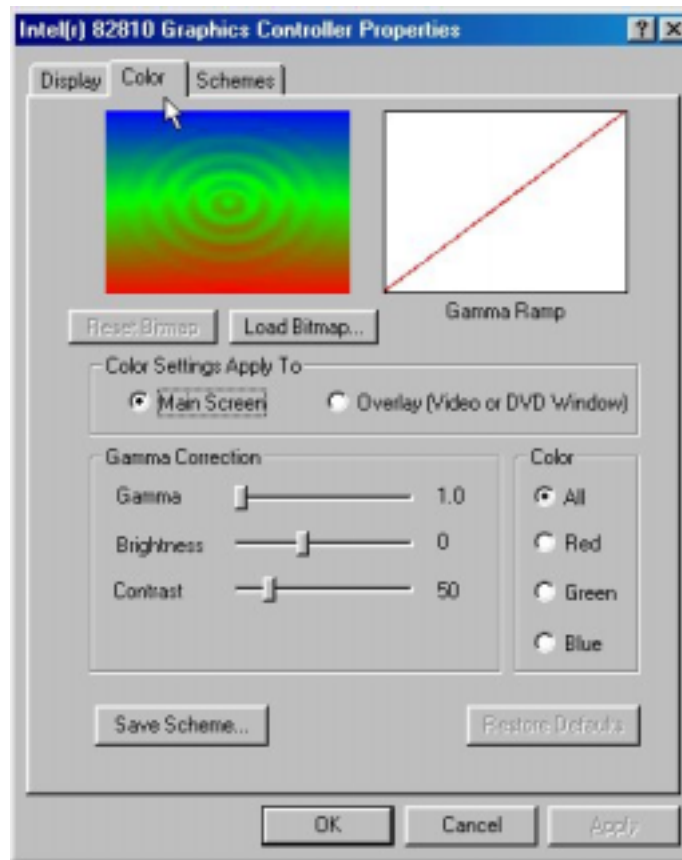 Intel(r) 82810 Graphics Controller Properties
Display Color Schemes
Gamma Ramp
Reset Bitmap Load Bitmap...
Color Settings Apply To
Main Screen Overlay (Video or DVD Window)
Gamma Correction
Gamma 1.0
Brightness 0
Contrast 50
Color
All
Red
Green
Blue
Save Scheme... Restore Defaults
OK Cancel Apply